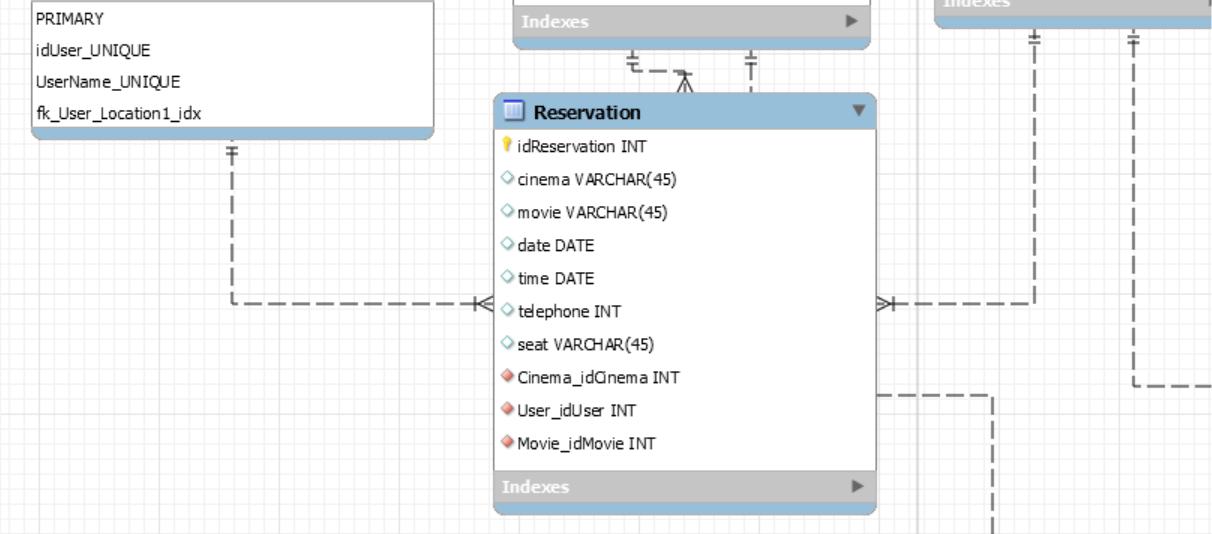 PRIMARY
idUser_UNIQUE
UserName_UNIQUE
fk_User_Location1_idx
Indexes
Indexes
Reservation
idReservation INT
cinema VARCHAR(45)
movie VARCHAR(45)
date DATE
time DATE
telephone INT
seat VARCHAR(45)
Cinema_idCinema INT
User_idUser INT
Movie_idMovie INT
Indexes